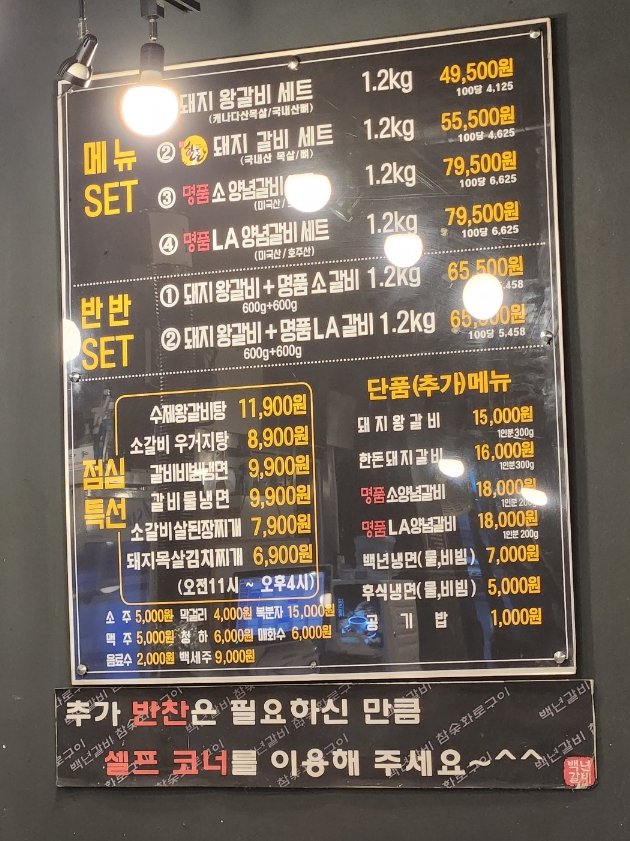 돼지 왕갈비 세트 1.2kg 49,500원
(캐나다산목살/국내산뼈) 100당 4,125
메뉴 SET
② 돼지 갈비 세트 1.2kg 55,500원
(국내산 목살/뼈) 100당 4,625
③ 명품 소 양념갈비 1.2kg 79,500원
(미국산/ 100당 6,625
④ 명품 LA 양념갈비 세트 1.2kg 79,500원
(미국산/호주산) 100당 6,625
반반 SET
① 돼지 왕갈비+명품 소 갈비 1.2kg 65,500원
600g+600g
② 돼지 왕갈비+명품 LA 갈비 1.2kg 65,500원
600g+600g 100당 5,458
점심 특선
수제왕갈비탕 11,900원
소갈비 우거지탕 8,900원
갈비비빔냉면 9,900원
갈비물냉면 9,900원
소갈비살된장찌개 7,900원
돼지목살김치찌개 6,900원
(오전11시 ~ 오후4시)
단품(추가)메뉴
돼지왕갈비 15,000원
1인분300g
한돈돼지갈비 16,000원
1인분300g
명품소양념갈비 18,000원
1인분 200g
명품LA양념갈비 18,000원
1인분 200g
백년냉면(물,비빔) 7,000원
후식냉면(물,비빔) 5,000원
공기밥 1,000원
소주 5,000원 막걸리 4,000원 복분자 15,000원
맥주 5,000원 청하 6,000원 매화수 6,000원
음료수 2,000원 백세주 9,000원
추가 반찬은 필요하신 만큼
셀프 코너를 이용해 주세요~^^
백년갈비